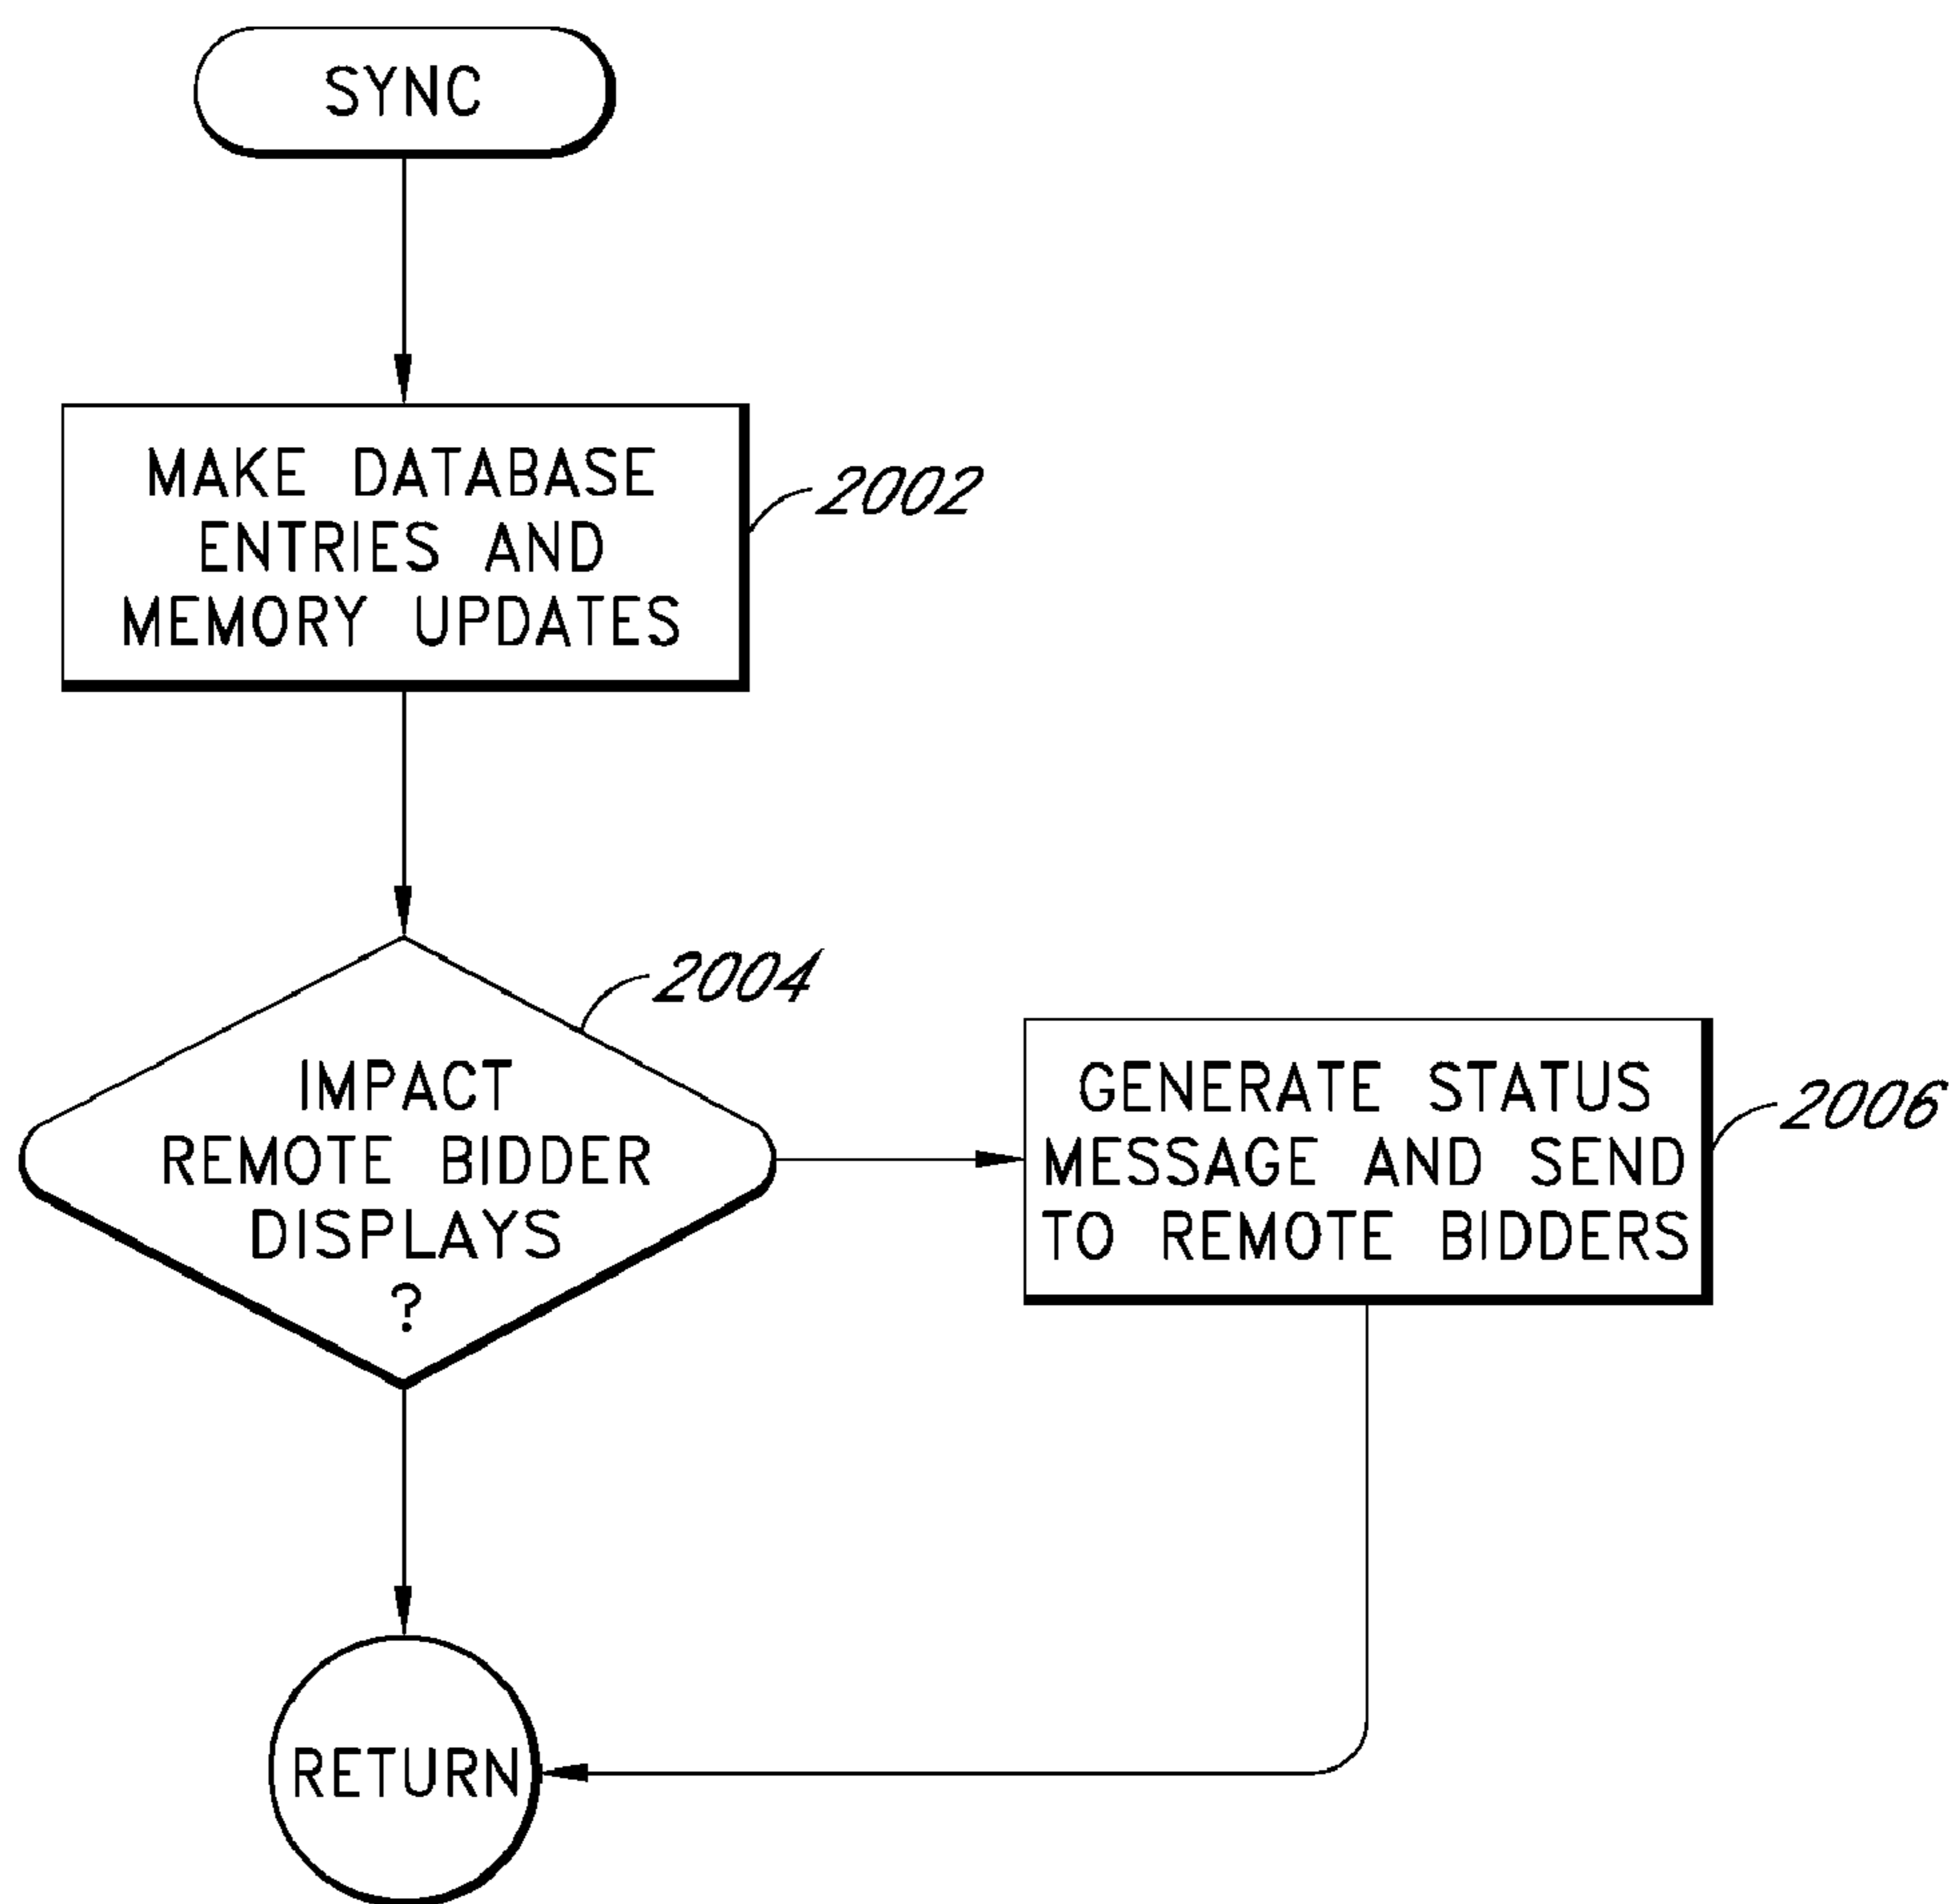 SYNC
MAKE DATABASE
ENTRIES AND
MEMORY UPDATES
2002
IMPACT
REMOTE BIDDER
DISPLAYS
?
2004
GENERATE STATUS
MESSAGE AND SEND
TO REMOTE BIDDERS
2006
RETURN